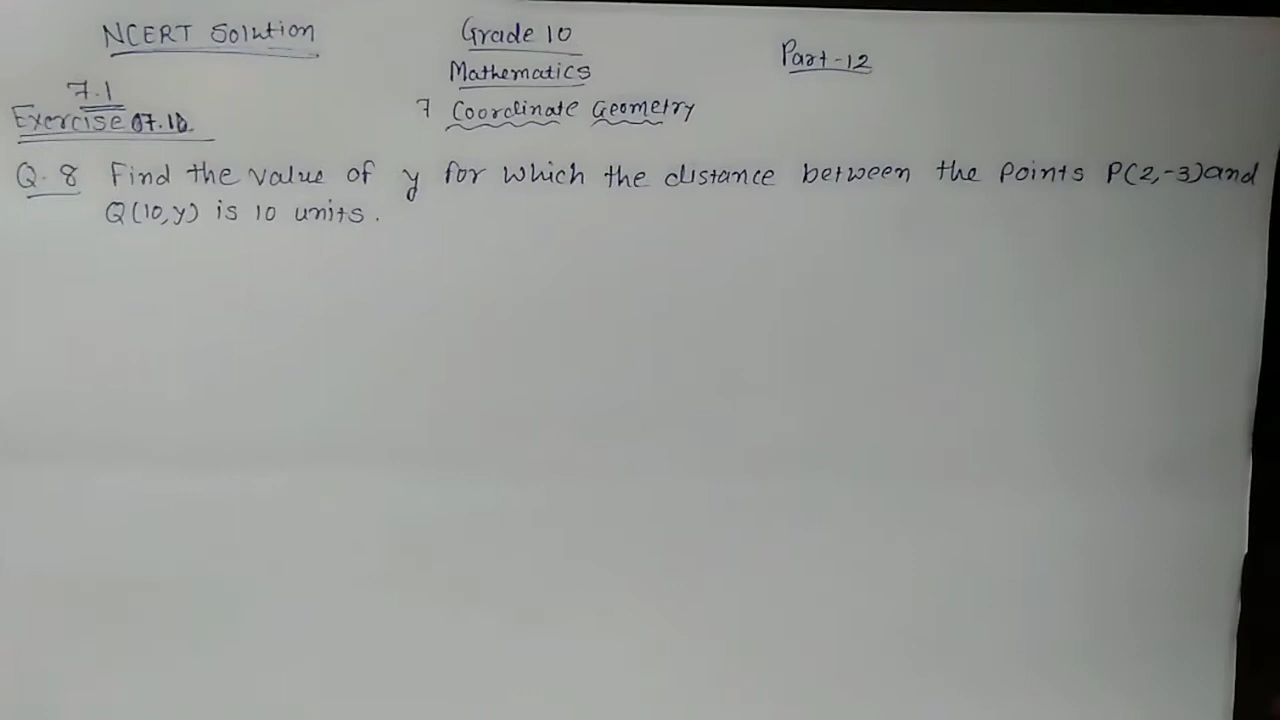 NCERT Solution
Grade 10
Part-12
Mathematics
7.1
7 Coordinate Geometry
Exercise 07.10
Q.8 Find the value of y for which the distance between the points P(2,-3) and
Q(10,y) is 10 units.